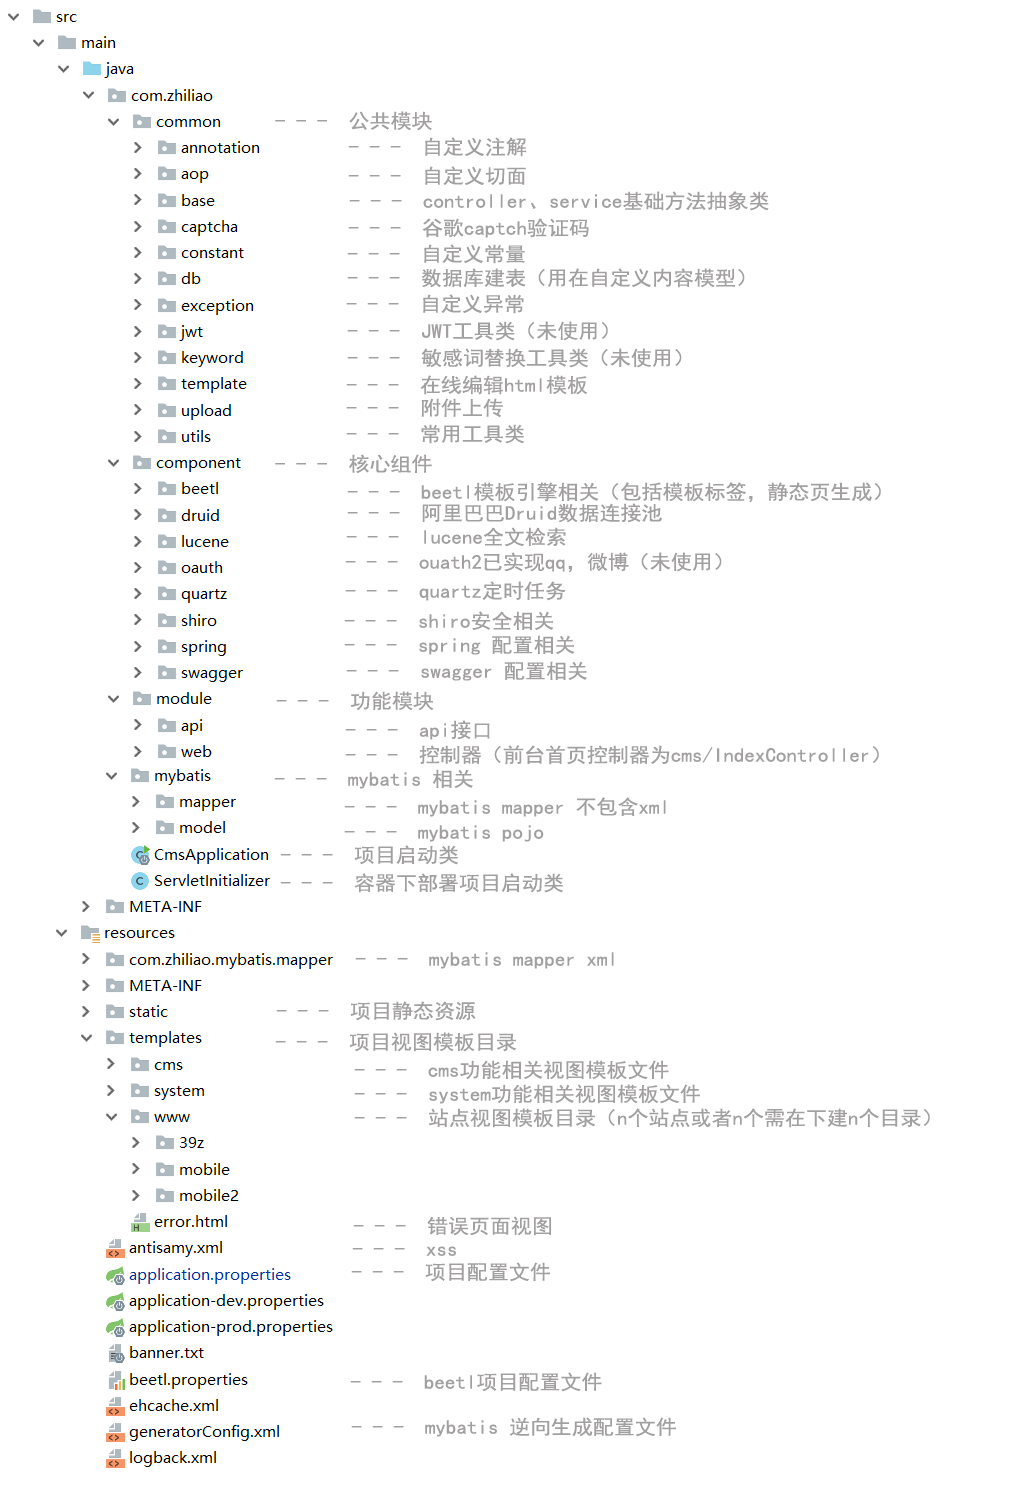 src
main
java
com.zhiliao
common --- 公共模块
annotation --- 自定义注解
aop --- 自定义切面
base --- controller、service基础方法抽象类
captcha --- 谷歌captch验证码
constant --- 自定义常量
db --- 数据库建表（用在自定义内容模型）
exception --- 自定义异常
jwt --- JWT工具类（未使用）
keyword --- 敏感词替换工具类（未使用）
template --- 在线编辑html模板
upload --- 附件上传
utils --- 常用工具类
component --- 核心组件
beetl --- beetl模板引擎相关（包括模板标签，静态页生成）
druid --- 阿里巴巴Druid数据连接池
lucene --- lucene全文检索
oauth --- ouath2已实现qq，微博（未使用）
quartz --- quartz定时任务
shiro --- shiro安全相关
spring --- spring 配置相关
swagger --- swagger 配置相关
module --- 功能模块
api --- api接口
web --- 控制器（前台首页控制器为cms/IndexController）
mybatis --- mybatis 相关
mapper --- mybatis mapper 不包含xml
model --- mybatis pojo
CmsApplication --- 项目启动类
ServletInitializer --- 容器下部署项目启动类
META-INF
resources
com.zhiliao.mybatis.mapper --- mybatis mapper xml
META-INF
static --- 项目静态资源
templates --- 项目视图模板目录
cms --- cms功能相关视图模板文件
system --- system功能相关视图模板文件
www --- 站点视图模板目录（n个站点或者n个需在下建n个目录）
39z
mobile
mobile2
error.html --- 错误页面视图
antisamy.xml --- xss
application.properties --- 项目配置文件
application-dev.properties
application-prod.properties
banner.txt
beetl.properties --- beetl项目配置文件
ehcache.xml
generatorConfig.xml --- mybatis 逆向生成配置文件
logback.xml